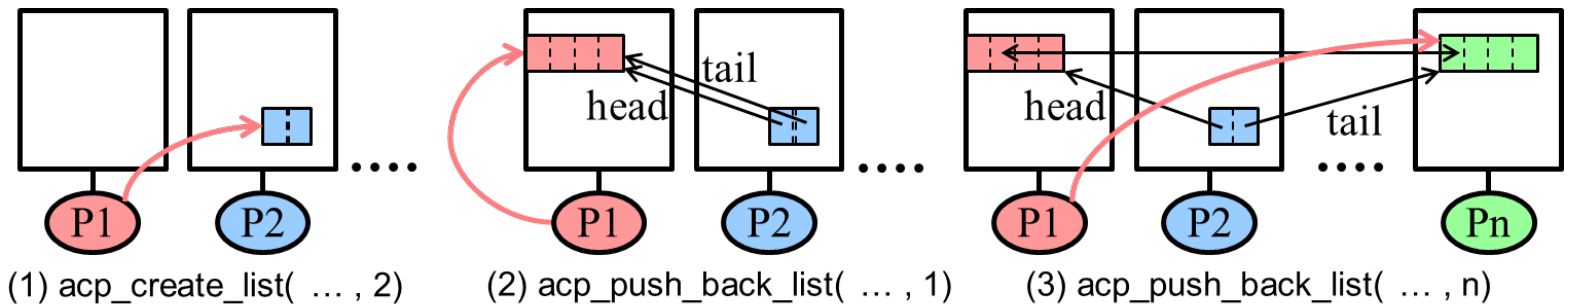 tail
head
head
tail
P1
P2
P1
P2
P1
P2
Pn
(1) acp_create_list( … , 2)
(2) acp_push_back_list( … , 1)
(3) acp_push_back_list( … , n)